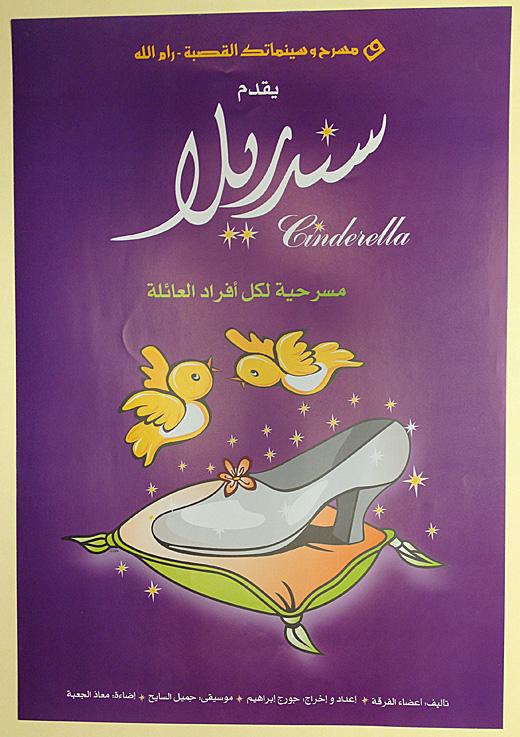 مسرح وسينماتك القصبة - رام الله
يقدم
سندريلا
Cinderella
مسرحية لكل أفراد العائلة
تأليف: أعضاء الفرقة ✦ إعداد و إخراج: جورج إبراهيم ✦ موسيقى: جميل السايح ✦ إضاءة: معاذ الجعبة